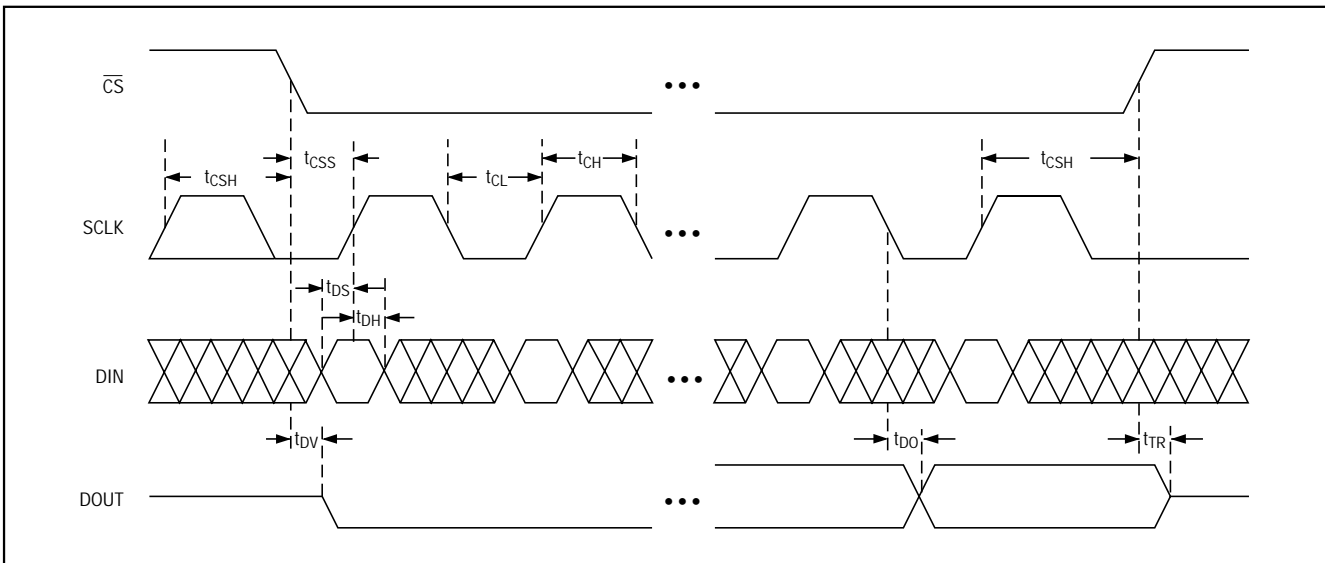 CS
tCSS
tCH
tCSH
tCL
tCSH
SCLK
tDS
tDH
DIN
tDV
tDO
tTR
DOUT